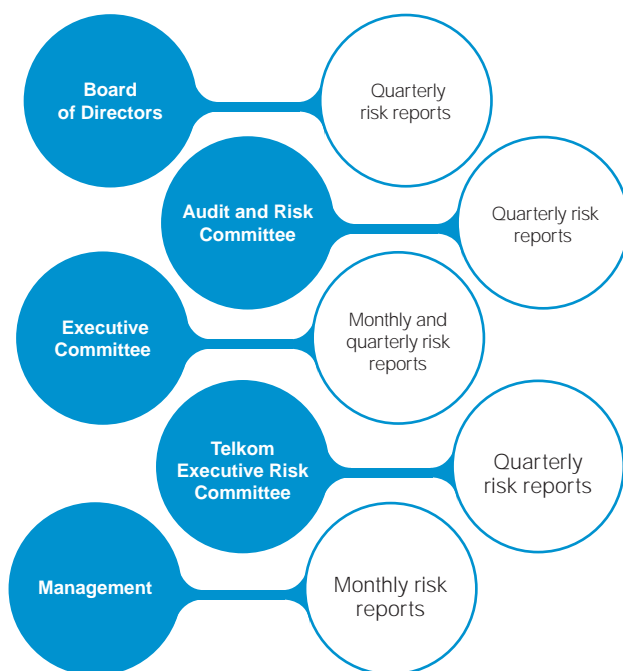 Board
of Directors
Quarterly
risk reports
Audit and Risk
Committee
Quarterly risk
reports
Executive
Committee
Monthly and
quarterly risk
reports
Telkom
Executive Risk
Committee
Quarterly
risk reports
Management
Monthly risk
reports